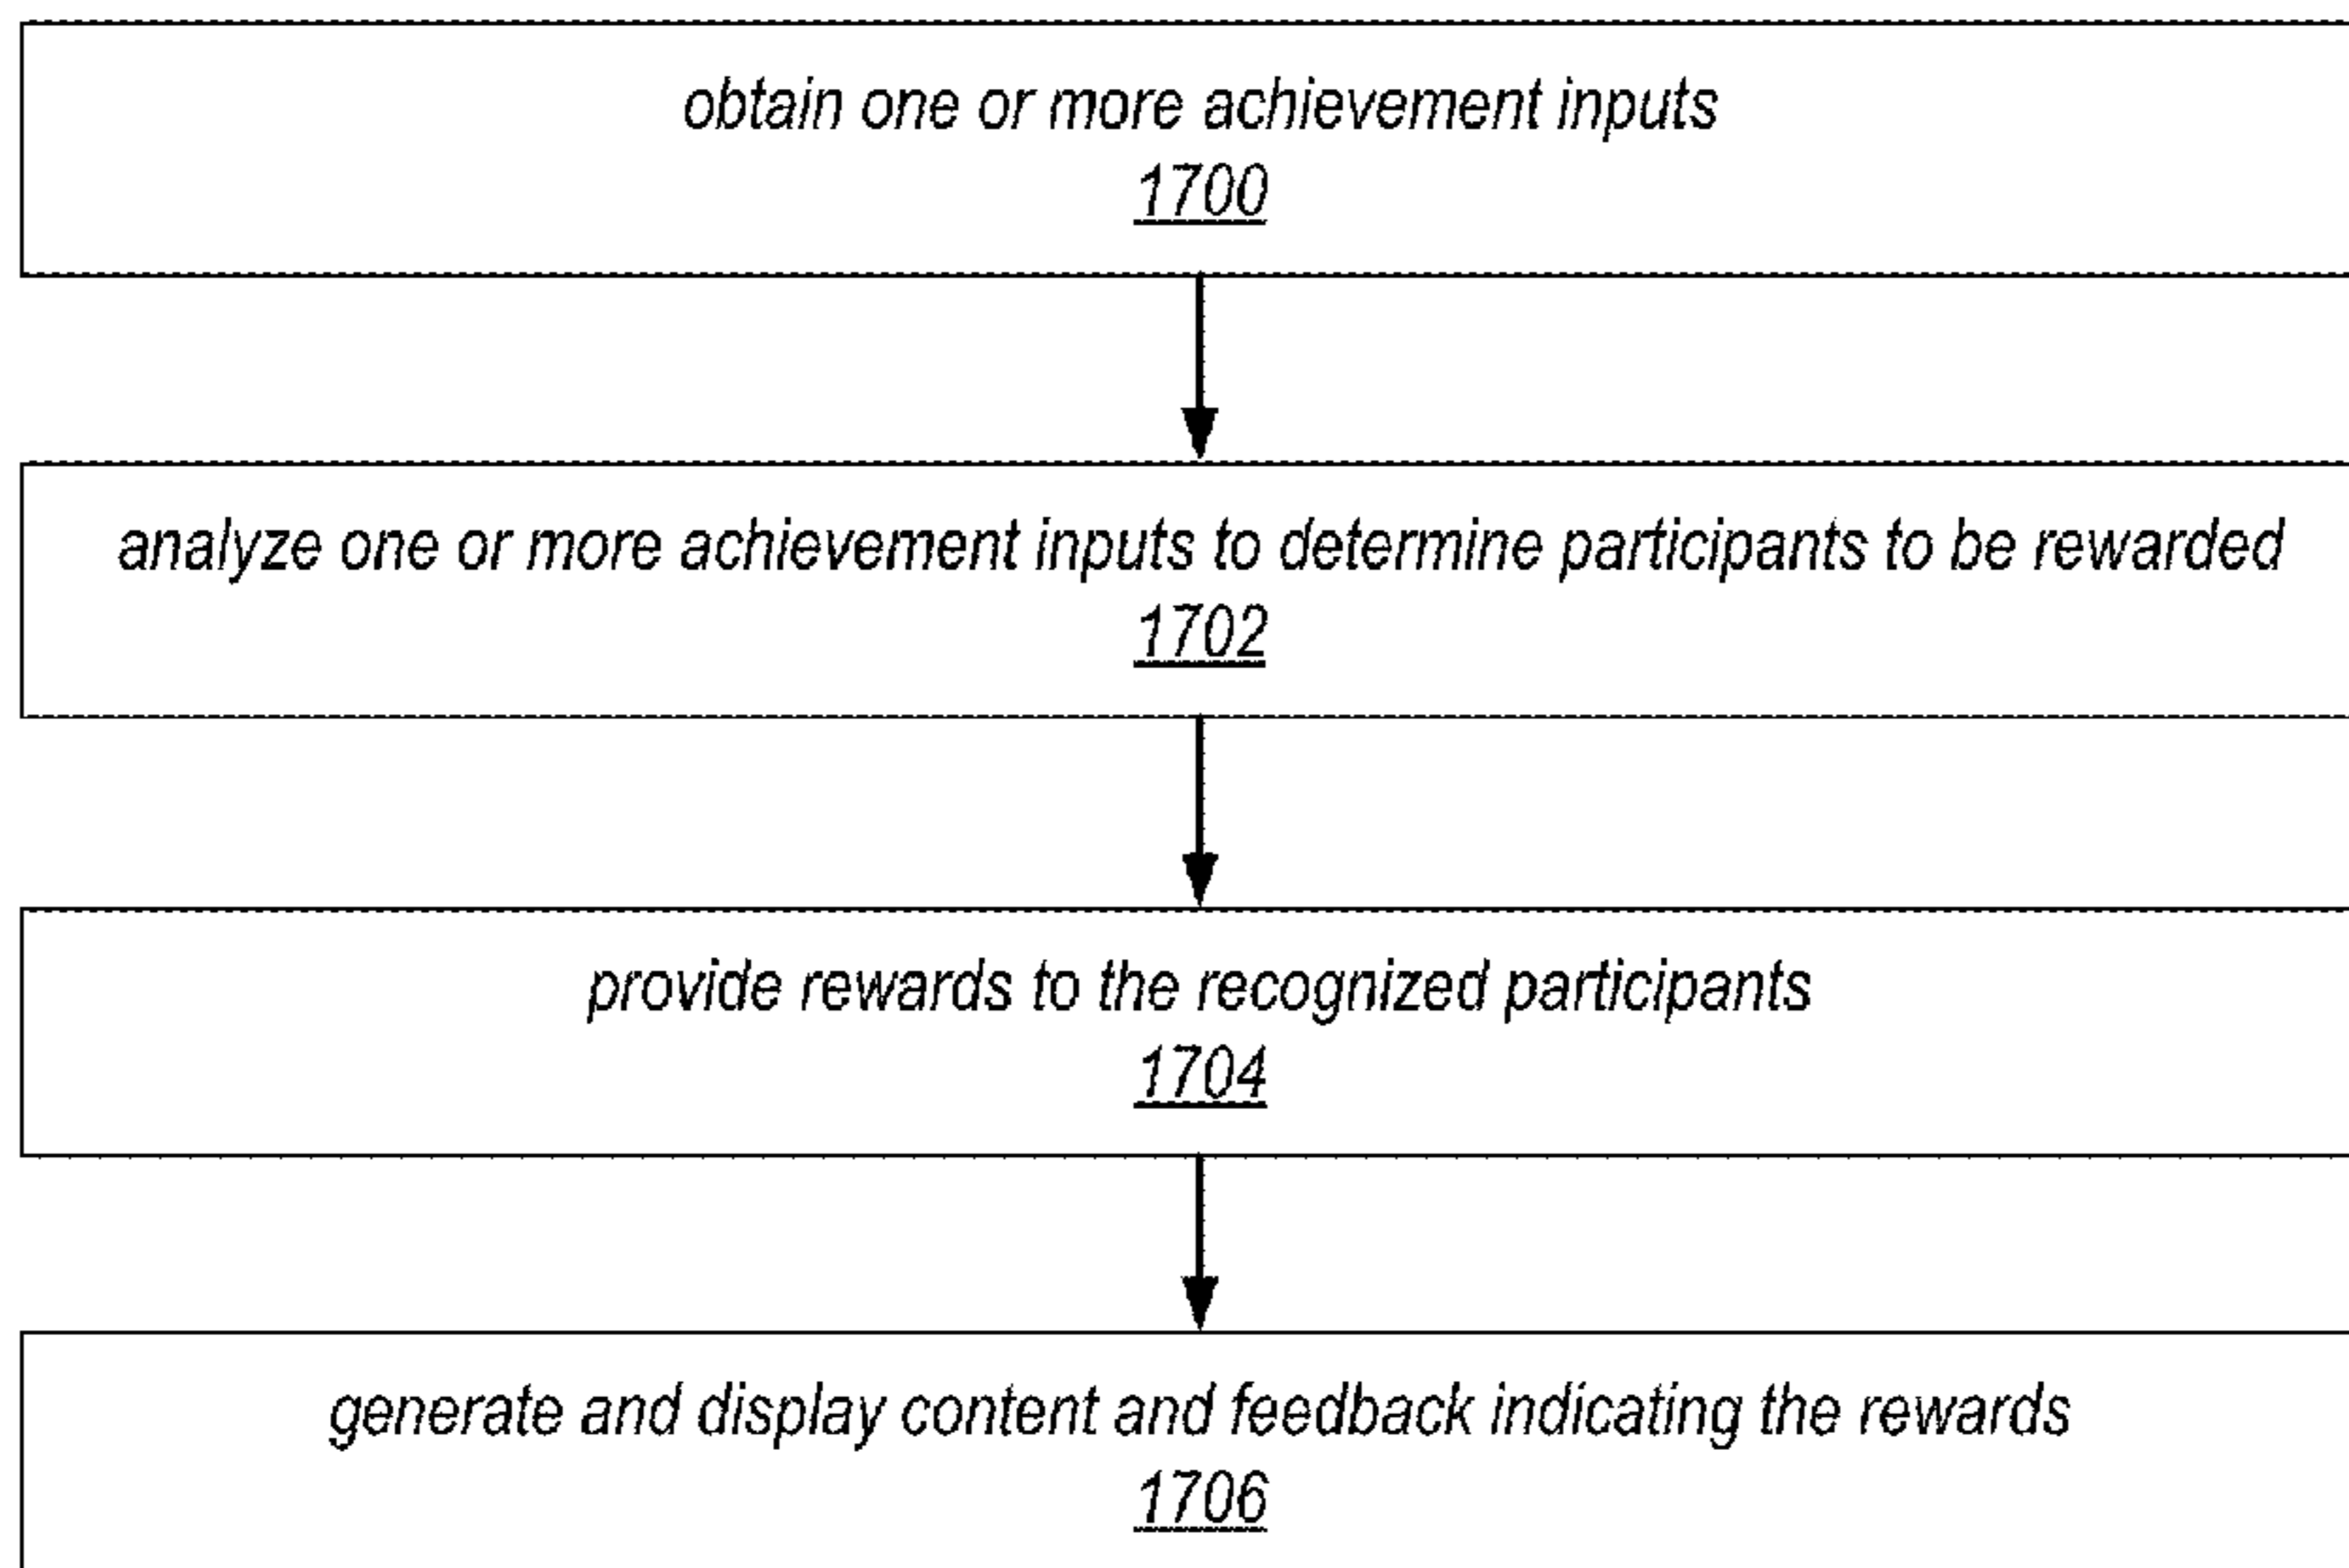 obtain one or more achievement inputs
1700
analyze one or more achievement inputs to determine participants to be rewarded
1702
provide rewards to the recognized participants
1704
generate and display content and feedback indicating the rewards
1706